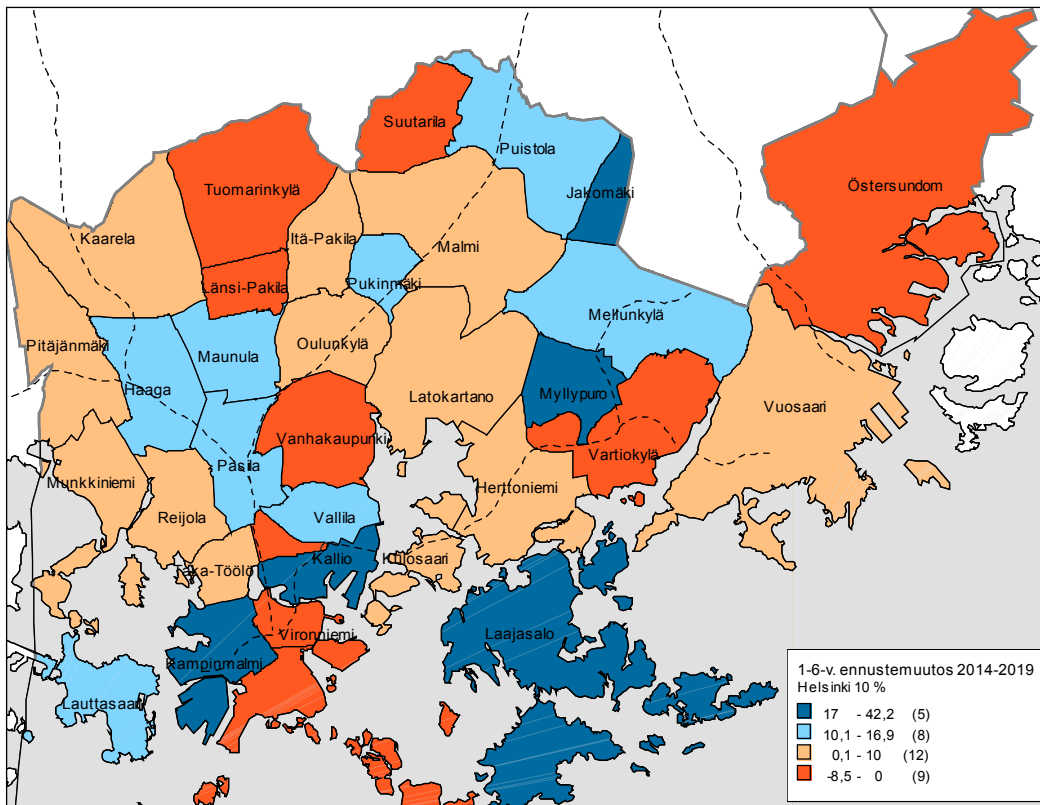 Suutarila
Puistola
Tuomarinkylä
Jakomäki
Östersundom
Kaarela
Itä-Pakila
Malmi
Länsi-Pakila
Pukinmäki
Mellunkylä
Pitäjänmäki
Maunula
Oulunkylä
Haaga
Latokartano
Myllypuro
Vuosaari
Vanhakaupunki
Vartiokylä
Pasila
Munkkiniemi
Herttoniemi
Reijola
Vallila
Taka-Töölö
Kallio
Kulosaari
Vironniemi
Laajasalo
Kampinmalmi
Lauttasaari
1-6-v. ennustemuutos 2014-2019
Helsinki 10 %
17 - 42,2 (5)
10,1 - 16,9 (8)
0,1 - 10 (12)
-8,5 - 0 (9)